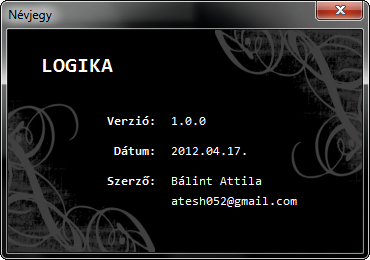 Névjegy
LOGIKA
Verzió: 1.0.0
Dátum: 2012.04.17.
Szerző: Bálint Attila
atesh052@gmail.com